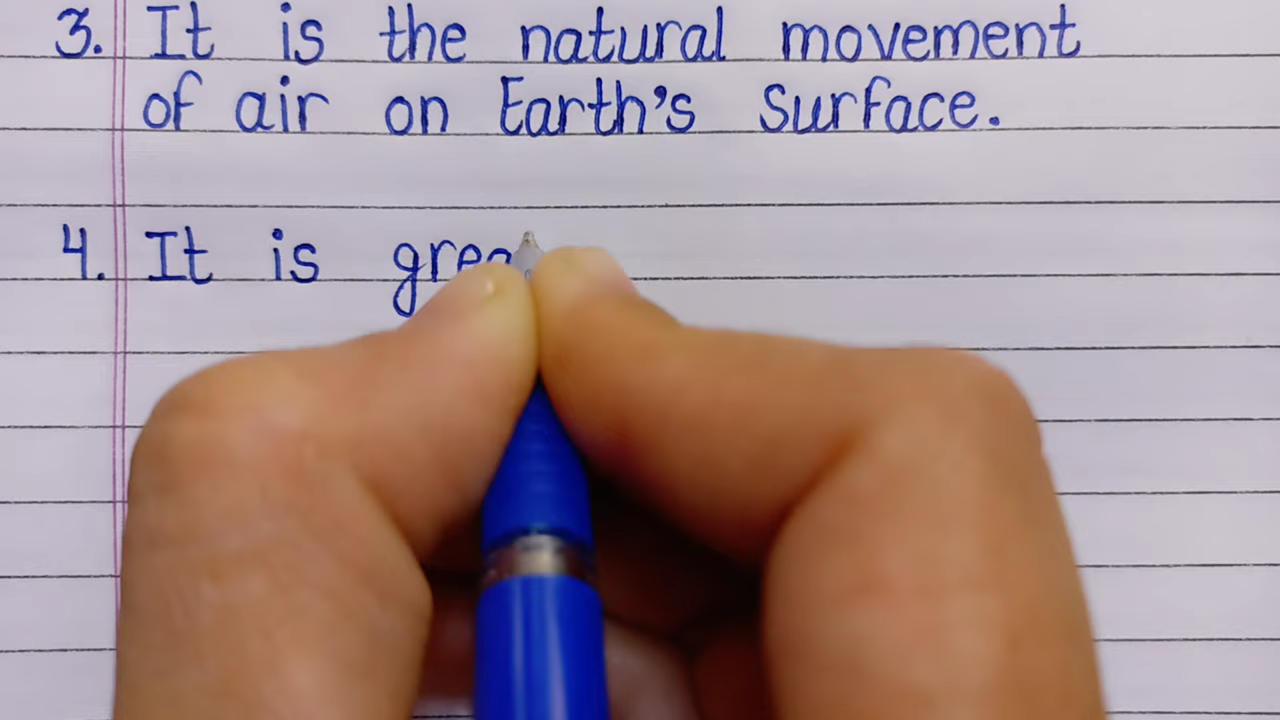 3. It is the natural movement
of air on Earth's Surface.
4. It is